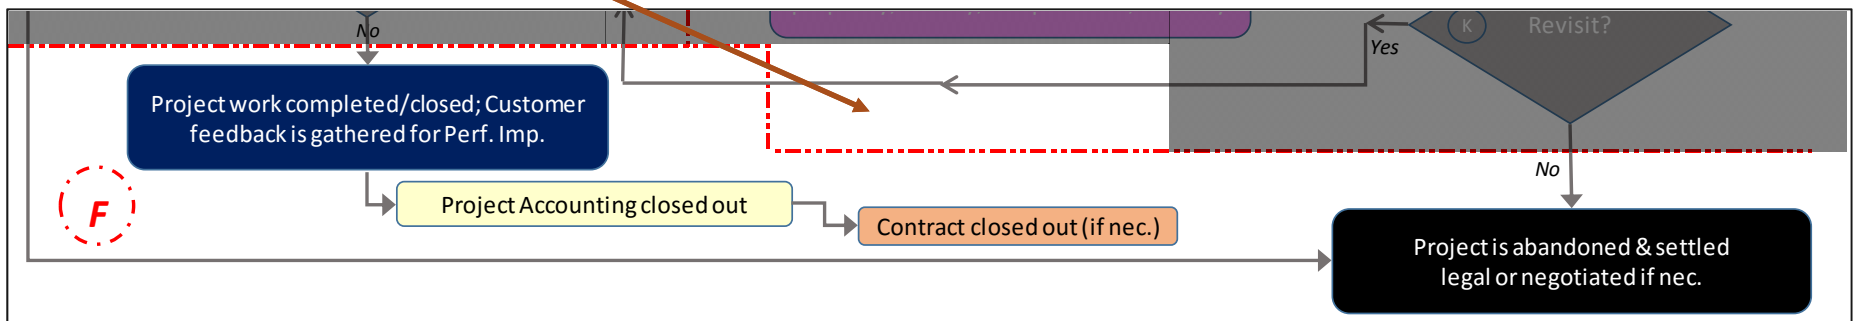 No
K
Revisit?
Yes
Project work completed/closed; Customer
feedback is gathered for Perf. Imp.
No
F
Project Accounting closed out
Contract closed out (if nec.)
Project is abandoned & settled
legal or negotiated if nec.